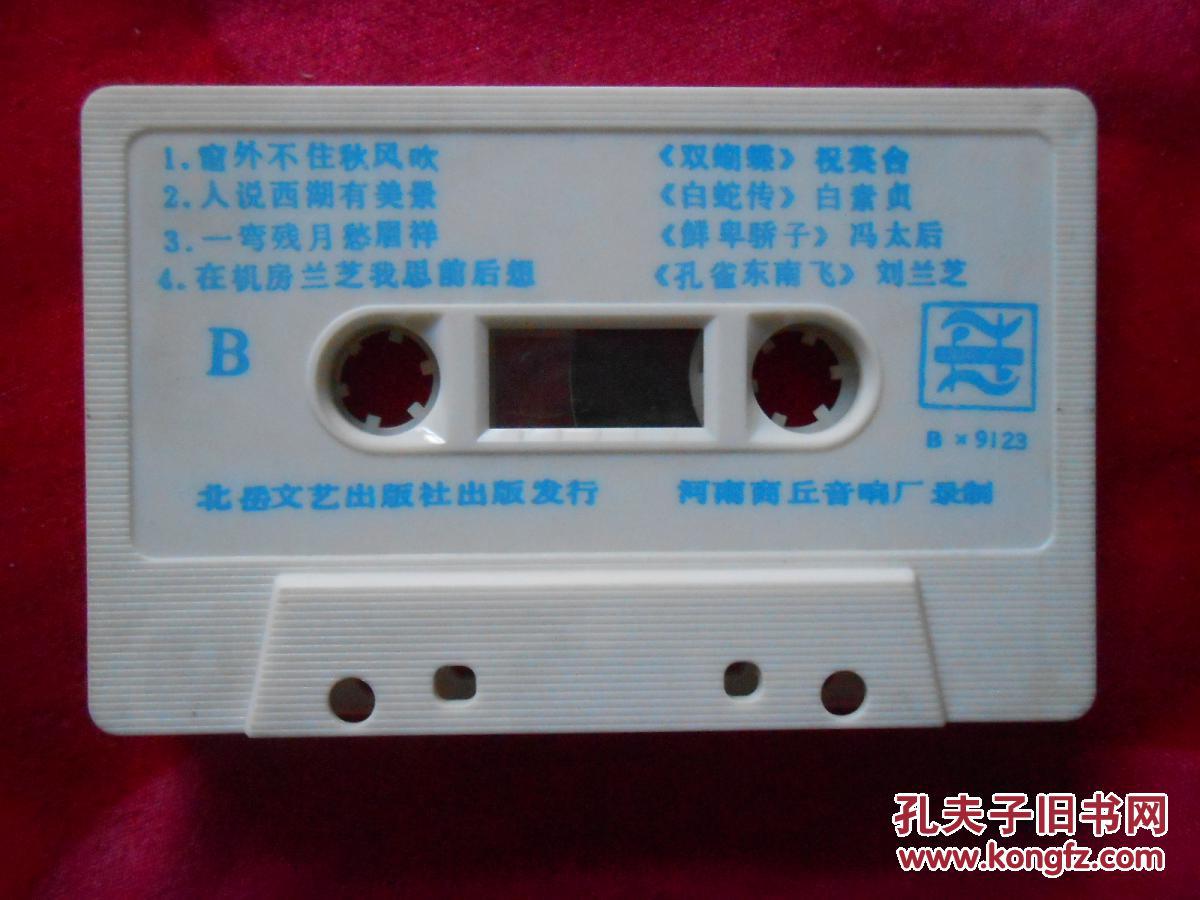 1.窗外不住秋风吹 《双蝴蝶》 祝英台
2.人说西湖有美景 《白蛇传》 白素贞
3.一弯残月愁眉祥 《鲜卑骄子》 冯太后
4.在机房兰芝我思前后想 《孔雀东南飞》 刘兰芝
B
B×9123
北岳文艺出版社出版发行 河南商丘音响厂录制
孔夫子旧书网
www.kongfz.com